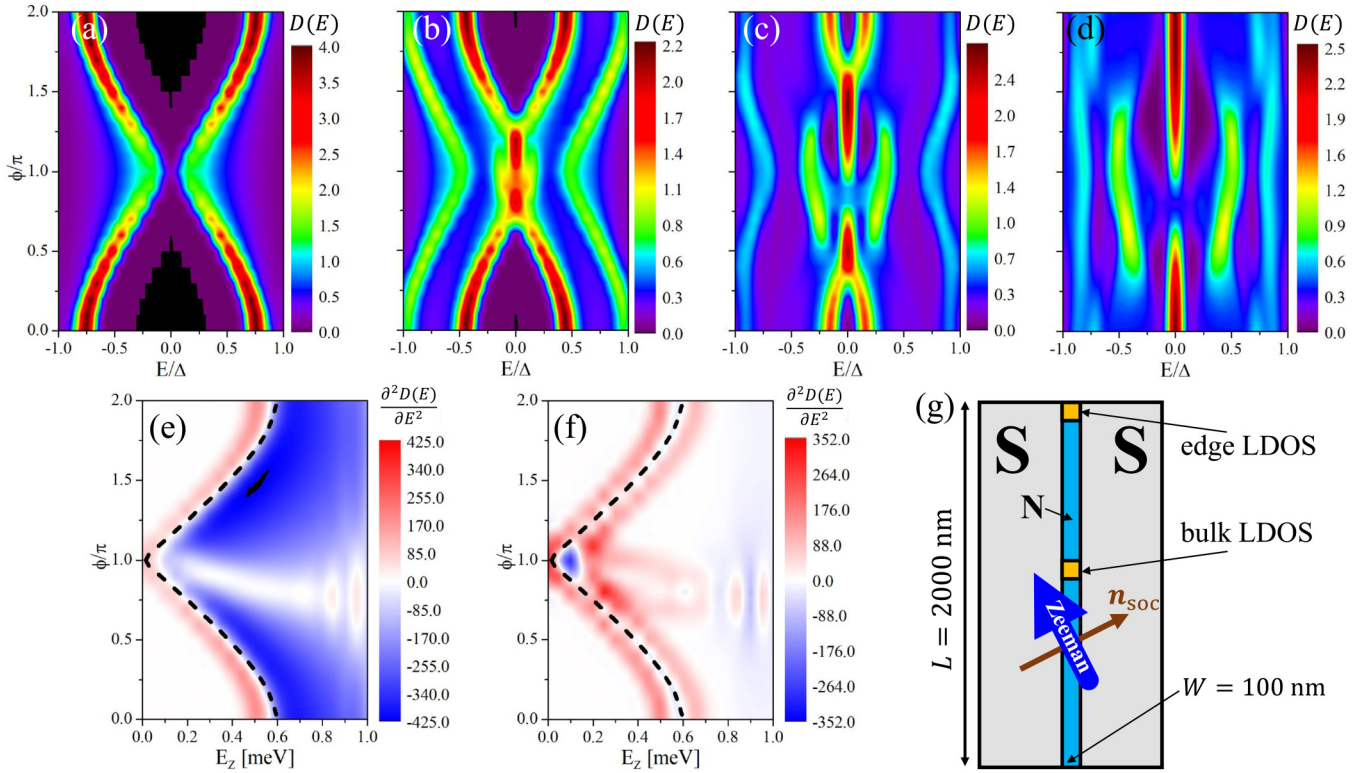 (a)
D(E)
4.0
3.5
3.0
2.5
2.0
1.5
1.0
0.5
0.0
2.0
1.5
1.0
0.5
0.0
ϕ/π
-1.0 -0.5 0.0 0.5 1.0
E/Δ
(b)
D(E)
2.2
2.0
1.7
1.4
1.1
0.8
0.6
0.3
0.0
-1.0 -0.5 0.0 0.5 1.0
E/Δ
(c)
D(E)
2.4
2.0
1.7
1.4
1.0
0.7
0.3
0.0
-1.0 -0.5 0.0 0.5 1.0
E/Δ
(d)
D(E)
2.5
2.2
1.9
1.6
1.2
0.9
0.6
0.3
0.0
-1.0 -0.5 0.0 0.5 1.0
E/Δ
(e)
∂²D(E)
∂E²
425.0
340.0
255.0
170.0
85.0
0.0
-85.0
-170.0
-255.0
-340.0
-425.0
2.0
1.5
1.0
0.5
0.0
ϕ/π
0.0 0.2 0.4 0.6 0.8 1.0
E_Z [meV]
(f)
∂²D(E)
∂E²
352.0
264.0
176.0
88.0
0.0
-88.0
-176.0
-264.0
-352.0
2.0
1.5
1.0
0.5
0.0
ϕ/π
0.0 0.2 0.4 0.6 0.8 1.0
E_Z [meV]
(g)
S
S
edge LDOS
N
bulk LDOS
L = 2000 nm
Zeeman
n_soc
W = 100 nm